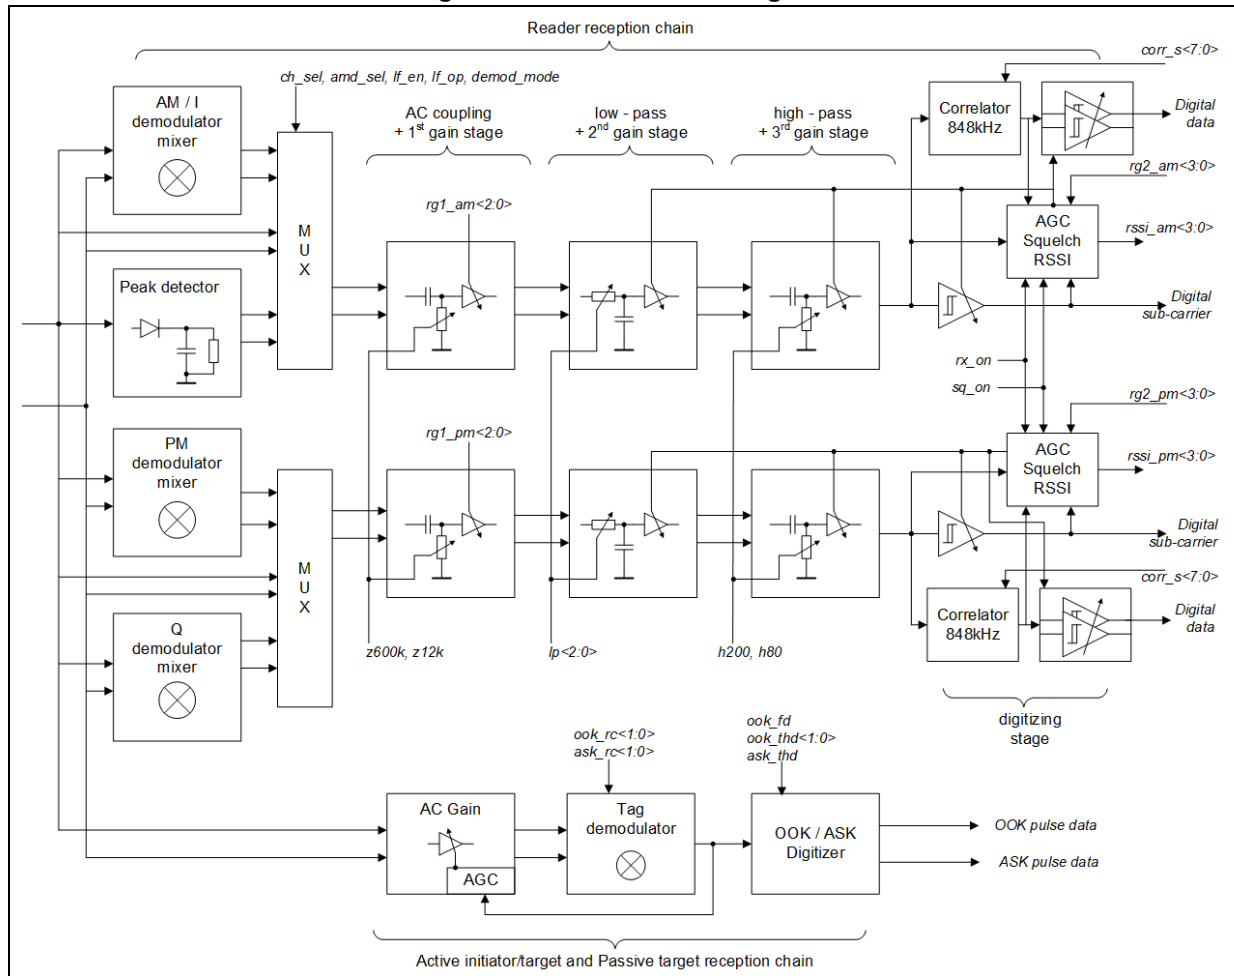 Reader reception chain
corr_s<7:0>
ch_sel, amd_sel, lf_en, lf_op, demod_mode
AM / I
demodulator
mixer
AC coupling
+ 1st gain stage
low - pass
+ 2nd gain stage
high - pass
+ 3rd gain stage
Correlator
848kHz
Digital
data
rg2_am<3:0>
rg1_am<2:0>
M
U
X
AGC
Squelch
RSSI
rssi_am<3:0>
Peak detector
Digital
sub-carrier
rx_on
sq_on
rg2_pm<3:0>
PM
demodulator
mixer
rg1_pm<2:0>
AGC
Squelch
RSSI
rssi_pm<3:0>
Digital
sub-carrier
M
U
X
corr_s<7:0>
Q
demodulator
mixer
Correlator
848kHz
Digital
data
z600k, z12k
lp<2:0>
h200, h80
digitizing
stage
ook_rc<1:0>
ask_rc<1:0>
ook_fd
ook_thd<1:0>
ask_thd
AC Gain
AGC
Tag
demodulator
OOK / ASK
Digitizer
OOK pulse data
ASK pulse data
Active initiator/target and Passive target reception chain